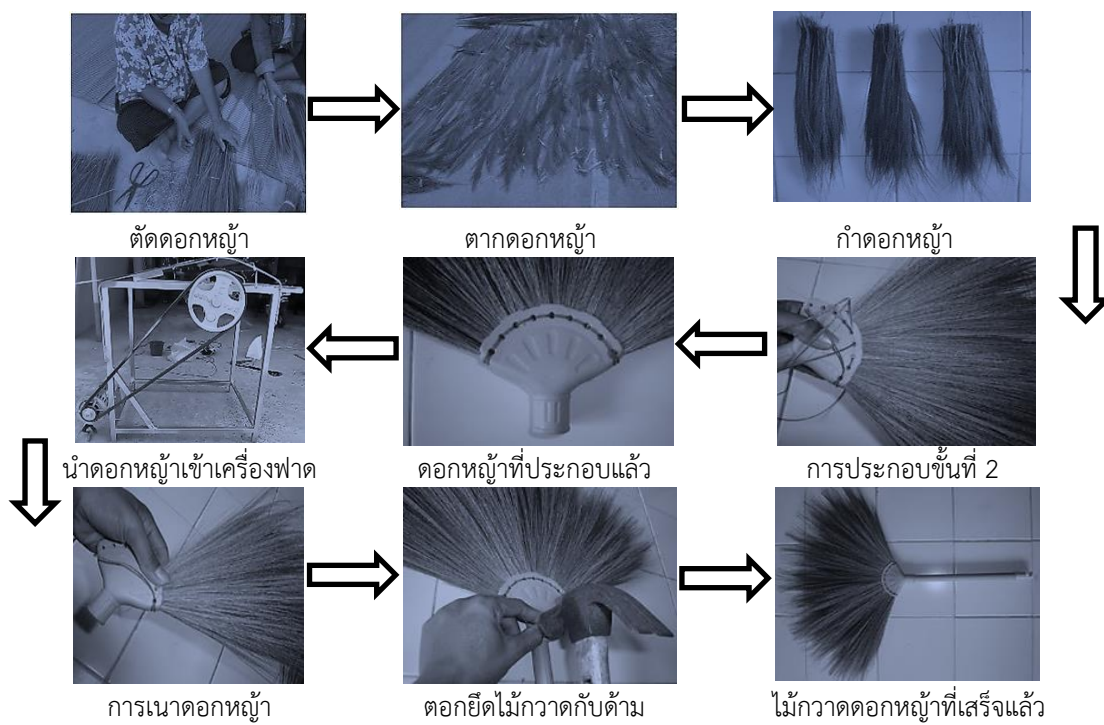 ตัดดอกหญ้า
ตากดอกหญ้า
กำดอกหญ้า
นำดอกหญ้าเข้าเครื่องฟาด
ดอกหญ้าที่ประกอบแล้ว
การประกอบขั้นที่ 2
การเนาดอกหญ้า
ตอกยึดไม้กวาดกับด้าม
ไม้กวาดดอกหญ้าที่เสร็จแล้ว